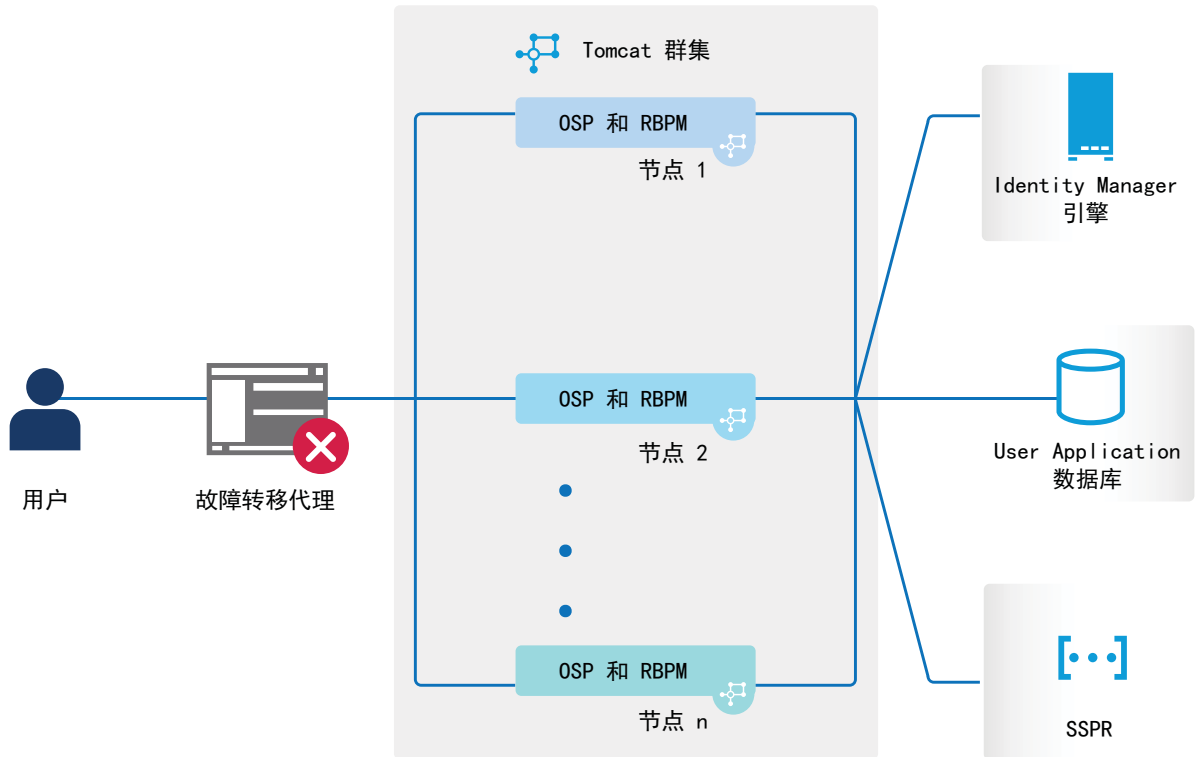 Tomcat 群集
OSP 和 RBPM
节点 1
Identity Manager
引擎
OSP 和 RBPM
节点 2
User Application
数据库
用户
故障转移代理
OSP 和 RBPM
节点 n
SSPR